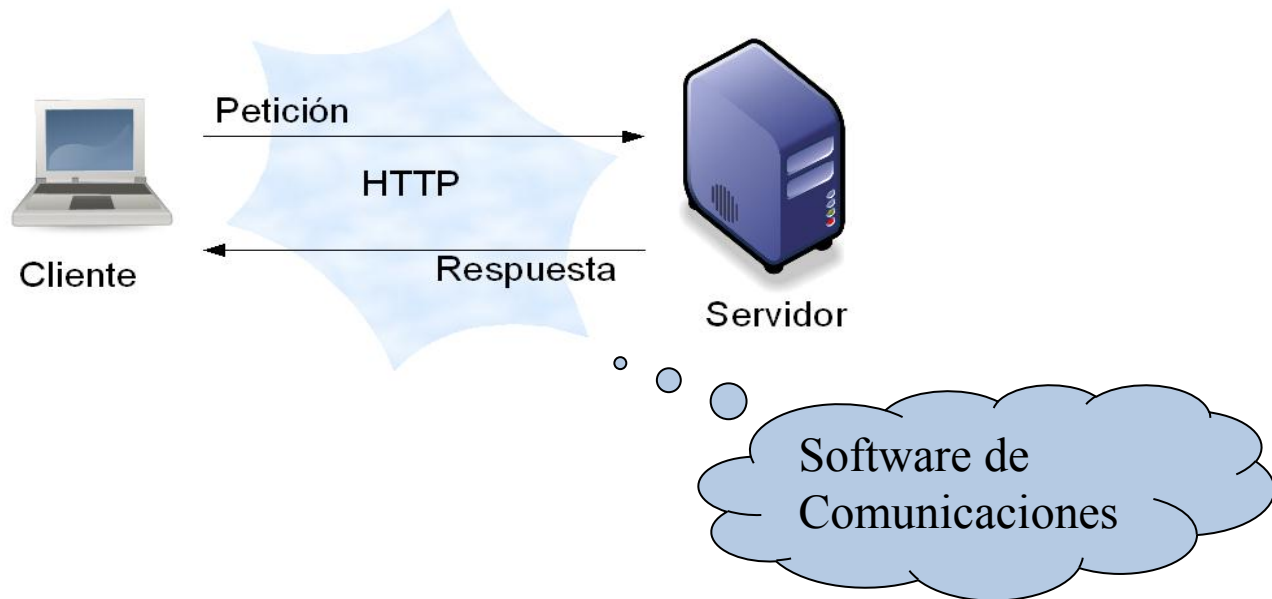 Petición
HTTP
Respuesta
Cliente
Servidor
Software de
Comunicaciones